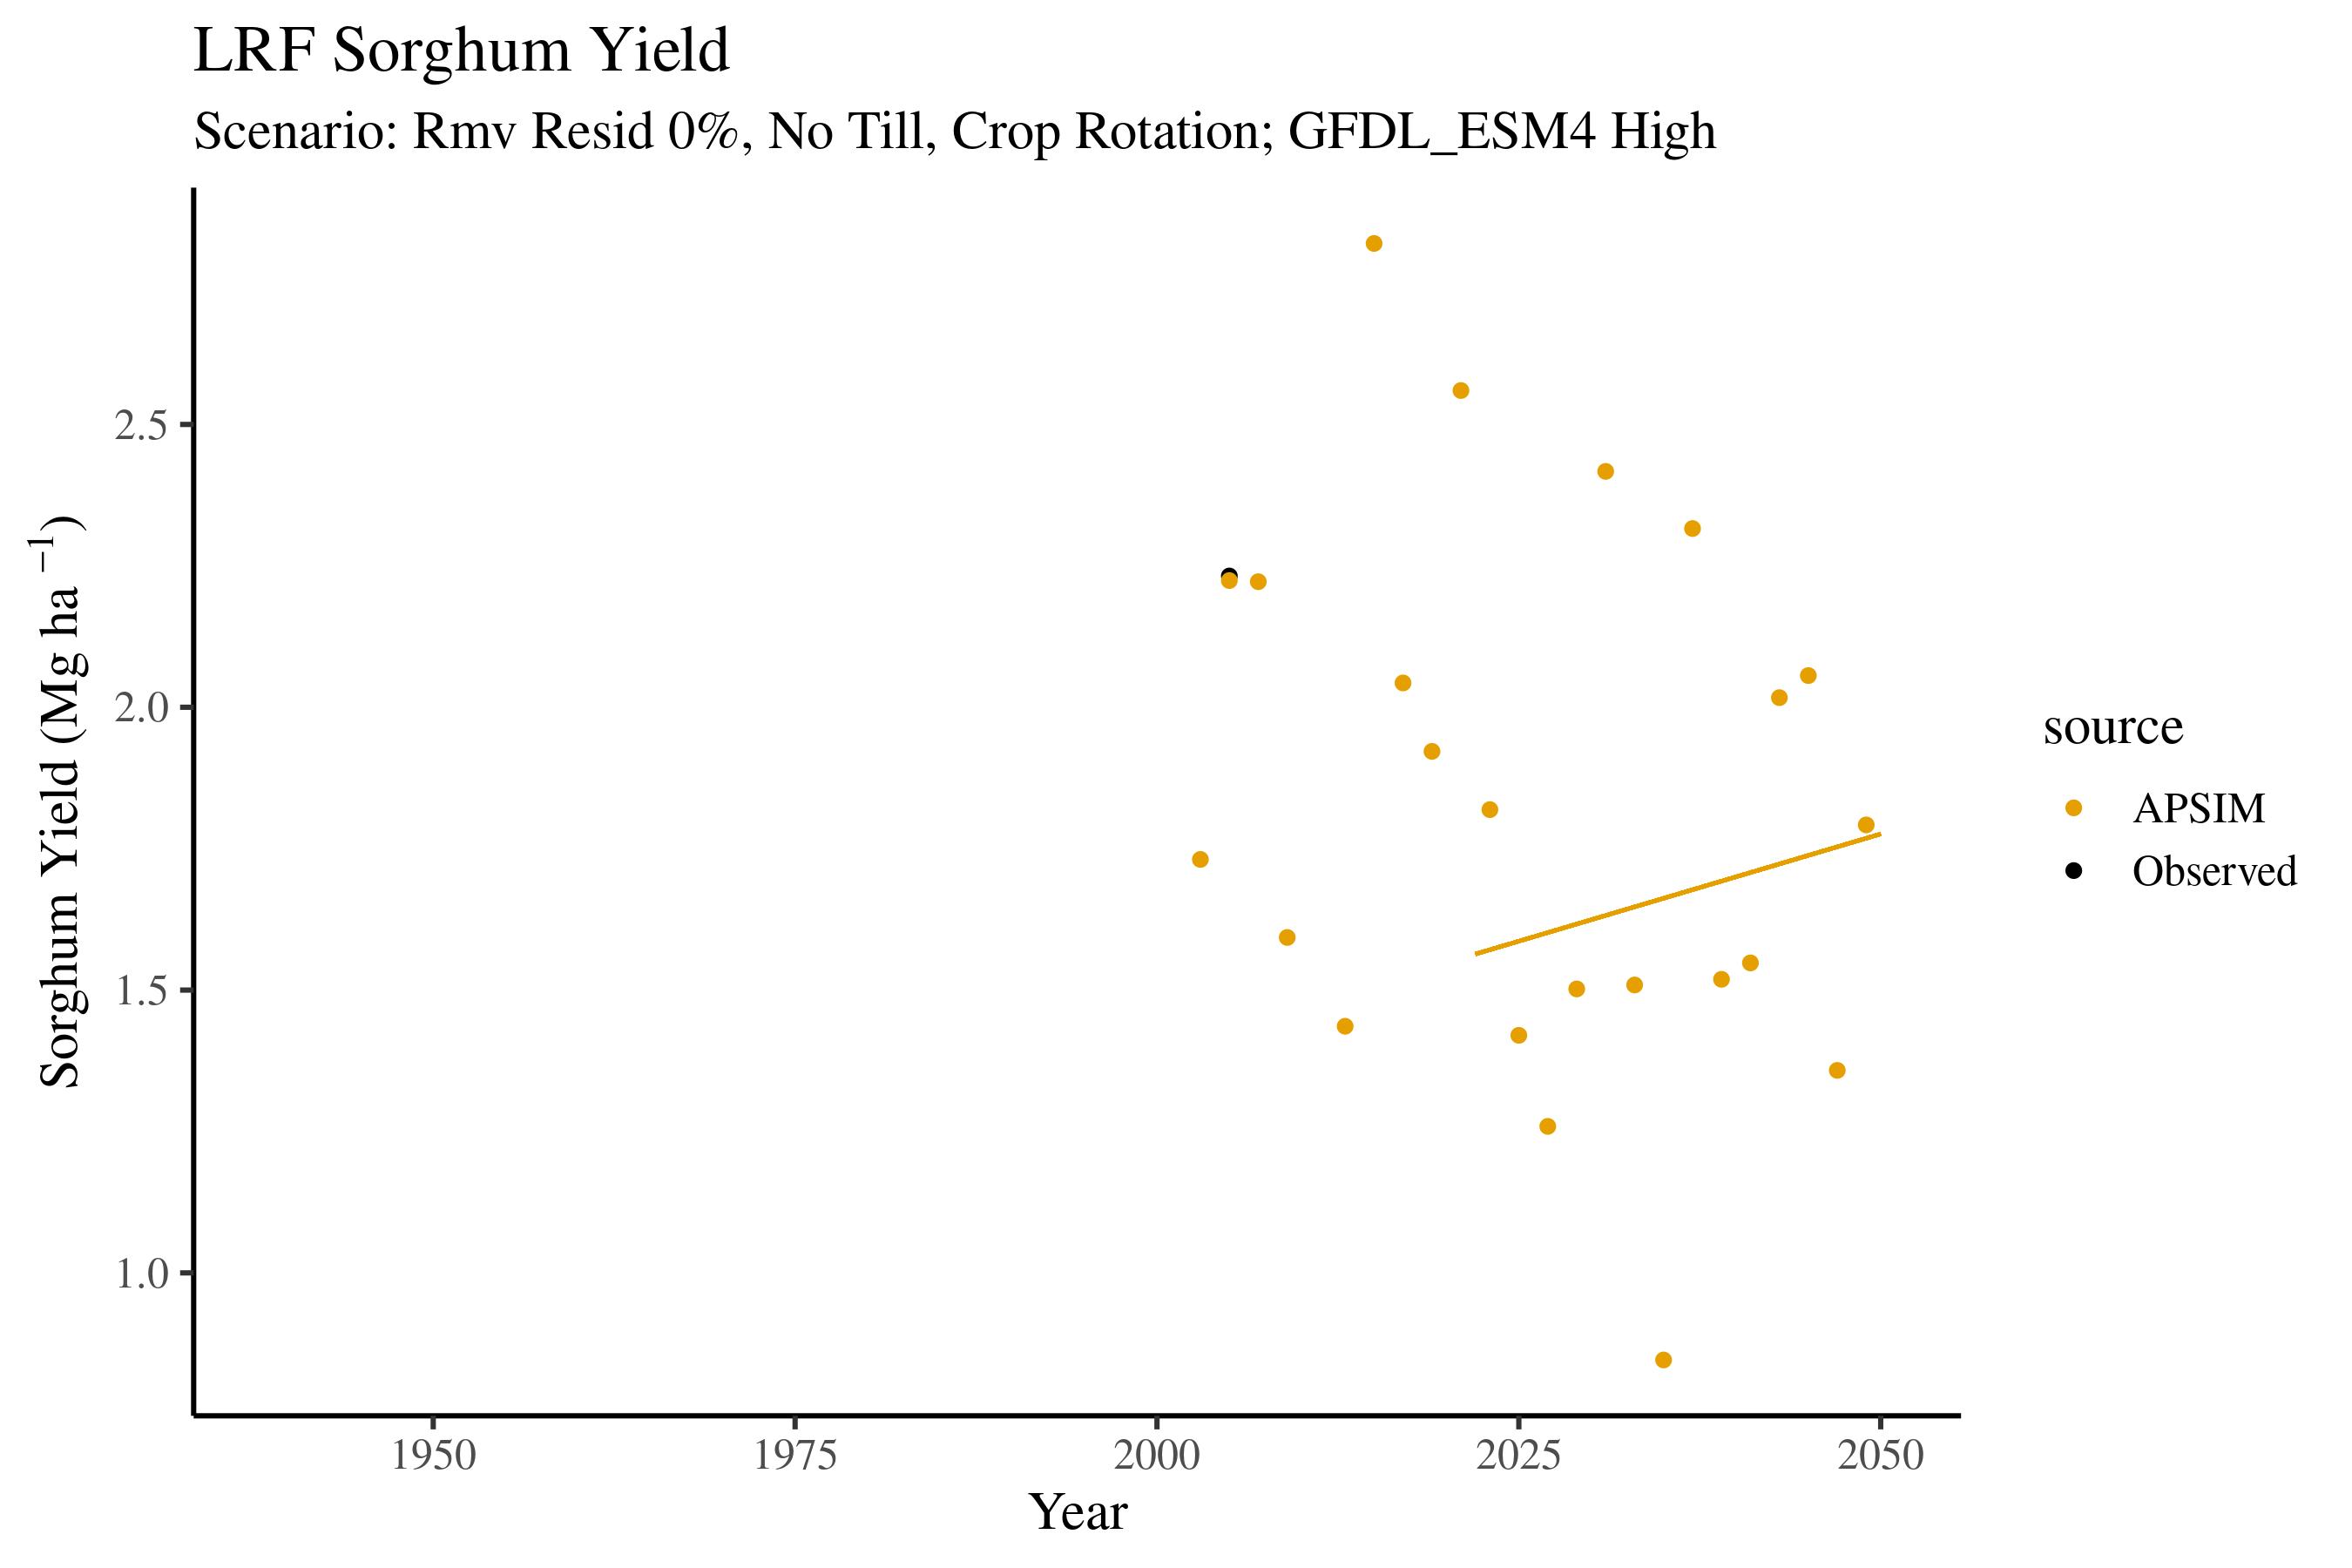 LRF Sorghum Yield
Scenario: Rmv Resid 0%, No Till, Crop Rotation; GFDL_ESM4 High
Sorghum Yield (Mg ha −1)
2.5
2.0
1.5
1.0
1950 1975 2000 2025 2050
Year
source
APSIM
Observed